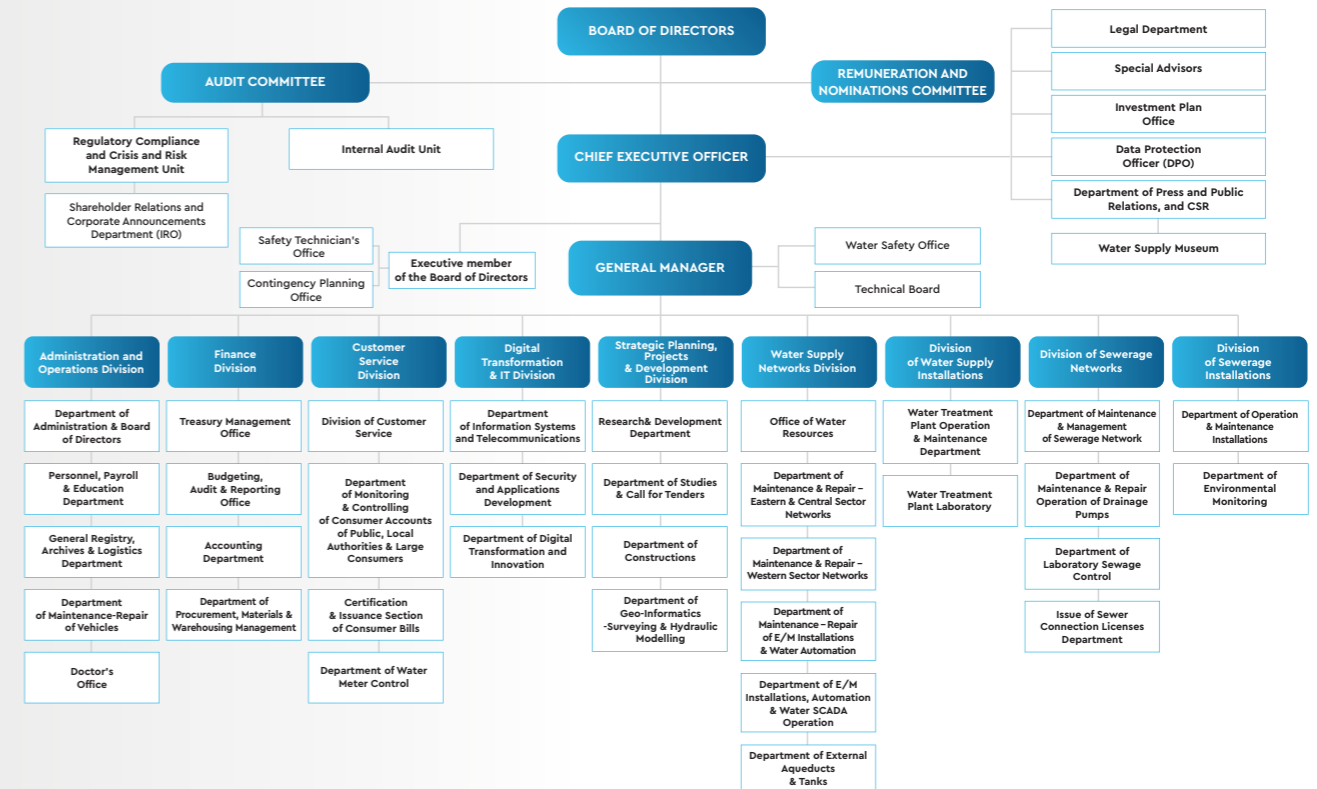 BOARD OF DIRECTORS
AUDIT COMMITTEE
REMUNERATION AND
NOMINATIONS COMMITTEE
Legal Department
Special Advisors
Investment Plan
Office
Data Protection
Officer (DPO)
Department of Press and Public
Relations, and CSR
Water Supply Museum
Regulatory Compliance
and Crisis and Risk
Management Unit
Internal Audit Unit
Shareholder Relations and
Corporate Announcements
Department (IRO)
CHIEF EXECUTIVE OFFICER
Safety Technician's
Office
Contingency Planning
Office
Executive member
of the Board of Directors
GENERAL MANAGER
Water Safety Office
Technical Board
Administration and
Operations Division
Department of
Administration & Board
of Directors
Personnel, Payroll
& Education
Department
General Registry,
Archives & Logistics
Department
Department
of Maintenance-Repair
of Vehicles
Doctor's
Office
Finance
Division
Treasury Management
Office
Budgeting,
Audit & Reporting
Office
Accounting
Department
Department of
Procurement, Materials &
Warehousing Management
Customer
Service
Division
Division of Customer
Service
Department
of Monitoring
& Controlling
of Consumer Accounts
of Public, Local
Authorities & Large
Consumers
Certification
& Issuance Section
of Consumer Bills
Department of Water
Meter Control
Digital
Transformation
& IT Division
Department
of Information Systems
and Telecommunications
Department of Security
and Applications
Development
Department of Digital
Transformation and
Innovation
Strategic Planning,
Projects
& Development
Division
Research& Development
Department
Department of Studies
& Call for Tenders
Department of
Constructions
Department of
Geo-Informatics
-Surveying & Hydraulic
Modelling
Water Supply
Networks Division
Office of Water
Resources
Department of
Maintenance & Repair –
Eastern & Central Sector
Networks
Department of
Maintenance & Repair –
Western Sector Networks
Department of
Maintenance – Repair
of E/M Installations
& Water Automation
Department of E/M
Installations, Automation
& Water SCADA
Operation
Department of External
Aqueducts
& Tanks
Division
of Water Supply
Installations
Water Treatment
Plant Operation
& Maintenance
Department
Water Treatment
Plant Laboratory
Division of Sewerage
Networks
Department of Maintenance
& Management
of Sewerage Network
Department of
Maintenance & Repair
Operation of Drainage
Pumps
Department of
Laboratory Sewage
Control
Issue of Sewer
Connection Licenses
Department
Division
of Sewerage
Installations
Department of Operation
& Maintenance
Installations
Department of
Environmental
Monitoring